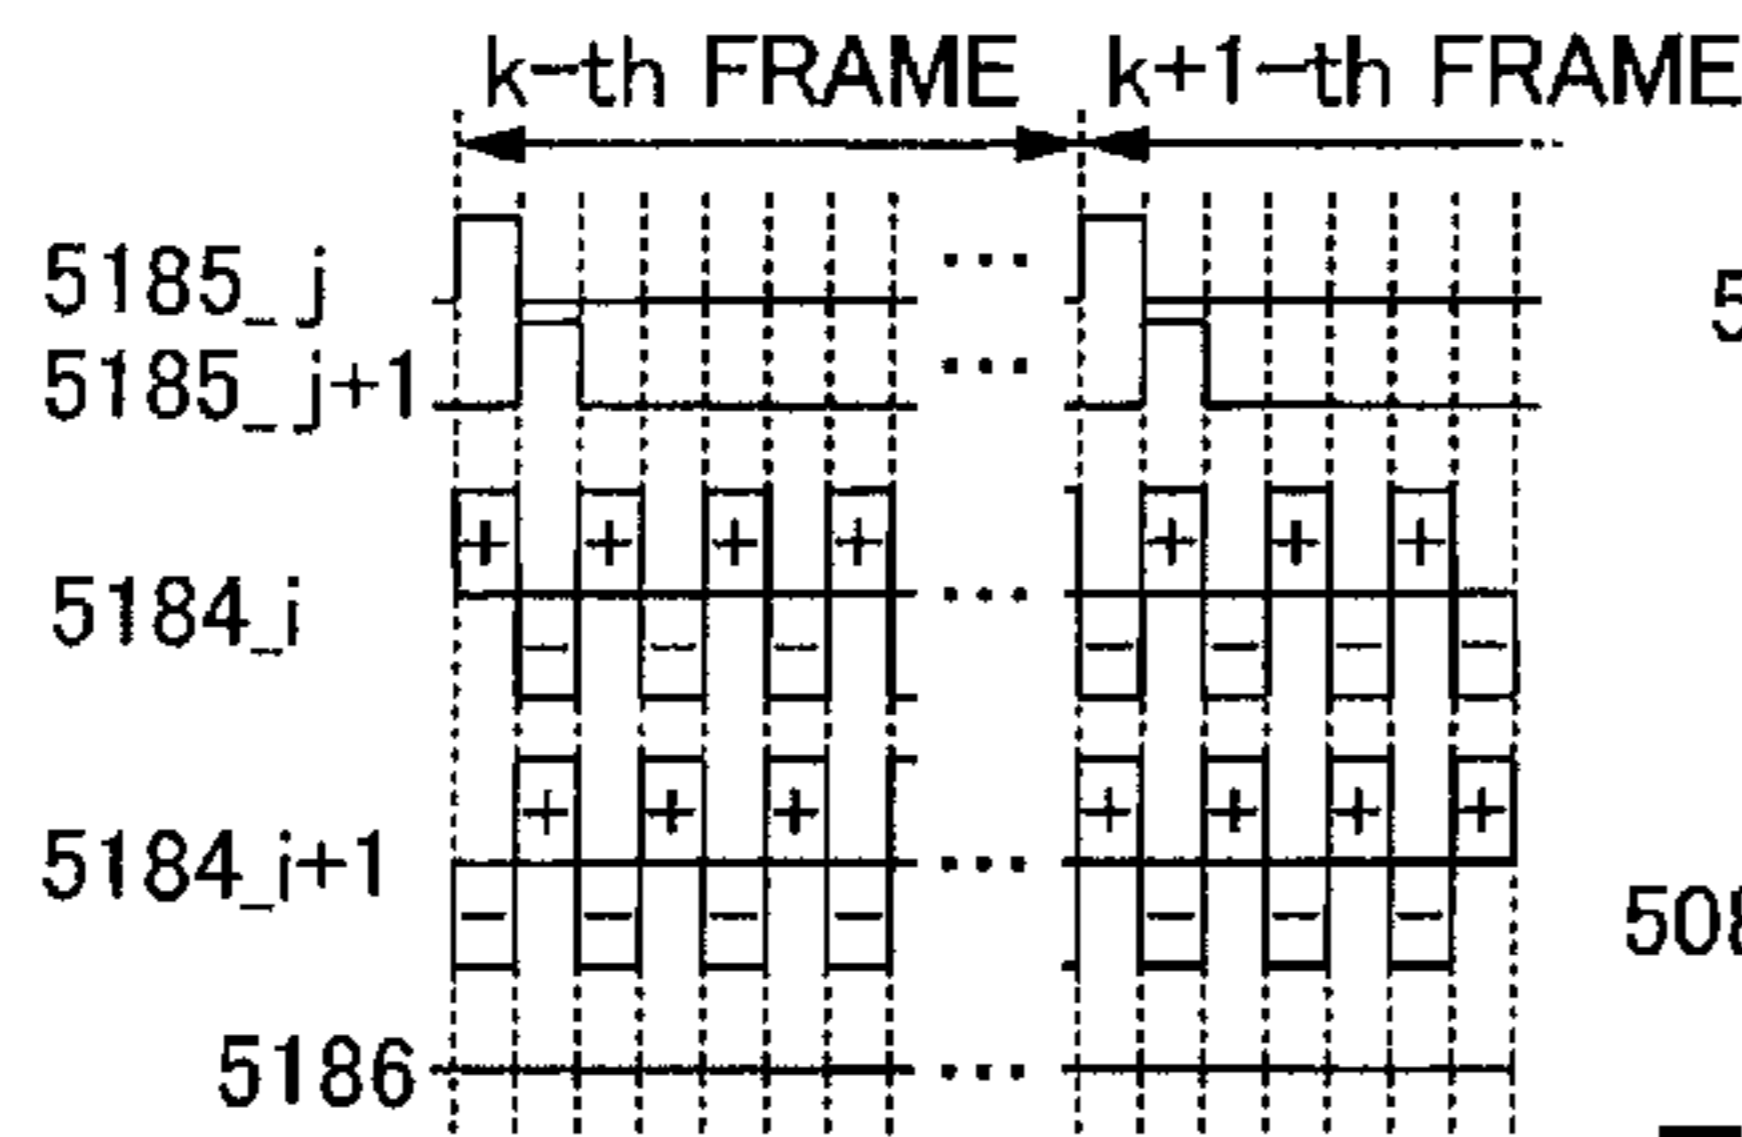 k-th FRAME k+1-th FRAME
5185_j ... ...
5185_j+1 ...
+ + + + + + +
5184_i ...
- - - - - - -
+ + + + + + +
5184_i+1 ...
- - - - - - -
5186 ...